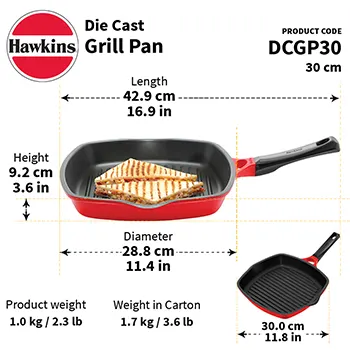 Hawkins
Die Cast
Grill Pan
PRODUCT CODE
DCGP30
30 cm
Length
42.9 cm
16.9 in
Height
9.2 cm
3.6 in
Diameter
28.8 cm
11.4 in
Product weight
1.0 kg / 2.3 lb
Weight in Carton
1.7 kg / 3.6 lb
30.0 cm
11.8 in